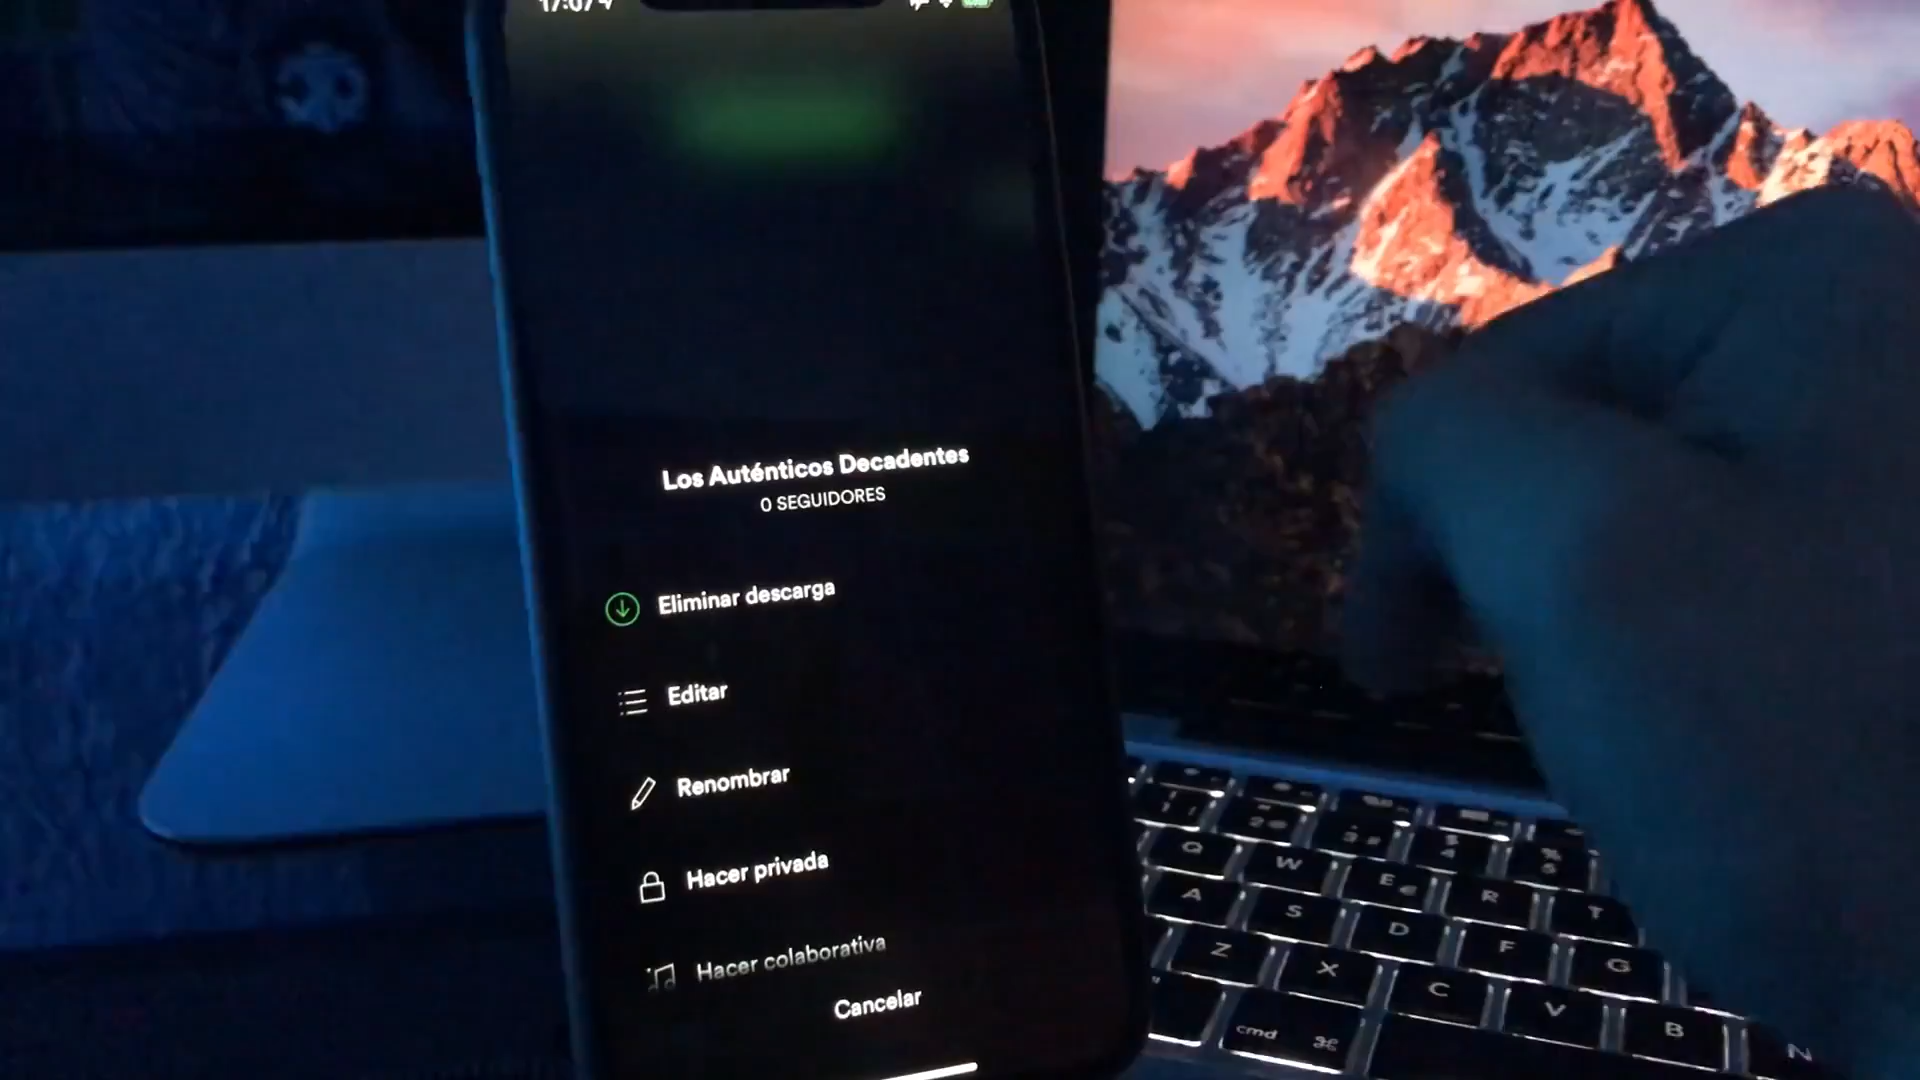 17:07
Los Auténticos Decadentes
0 SEGUIDORES
Eliminar descarga
Editar
Renombrar
Hacer privada
Hacer colaborativa
Cancelar
Q W E € R T
A S D F G
Z X C V B N
cmd ⌘